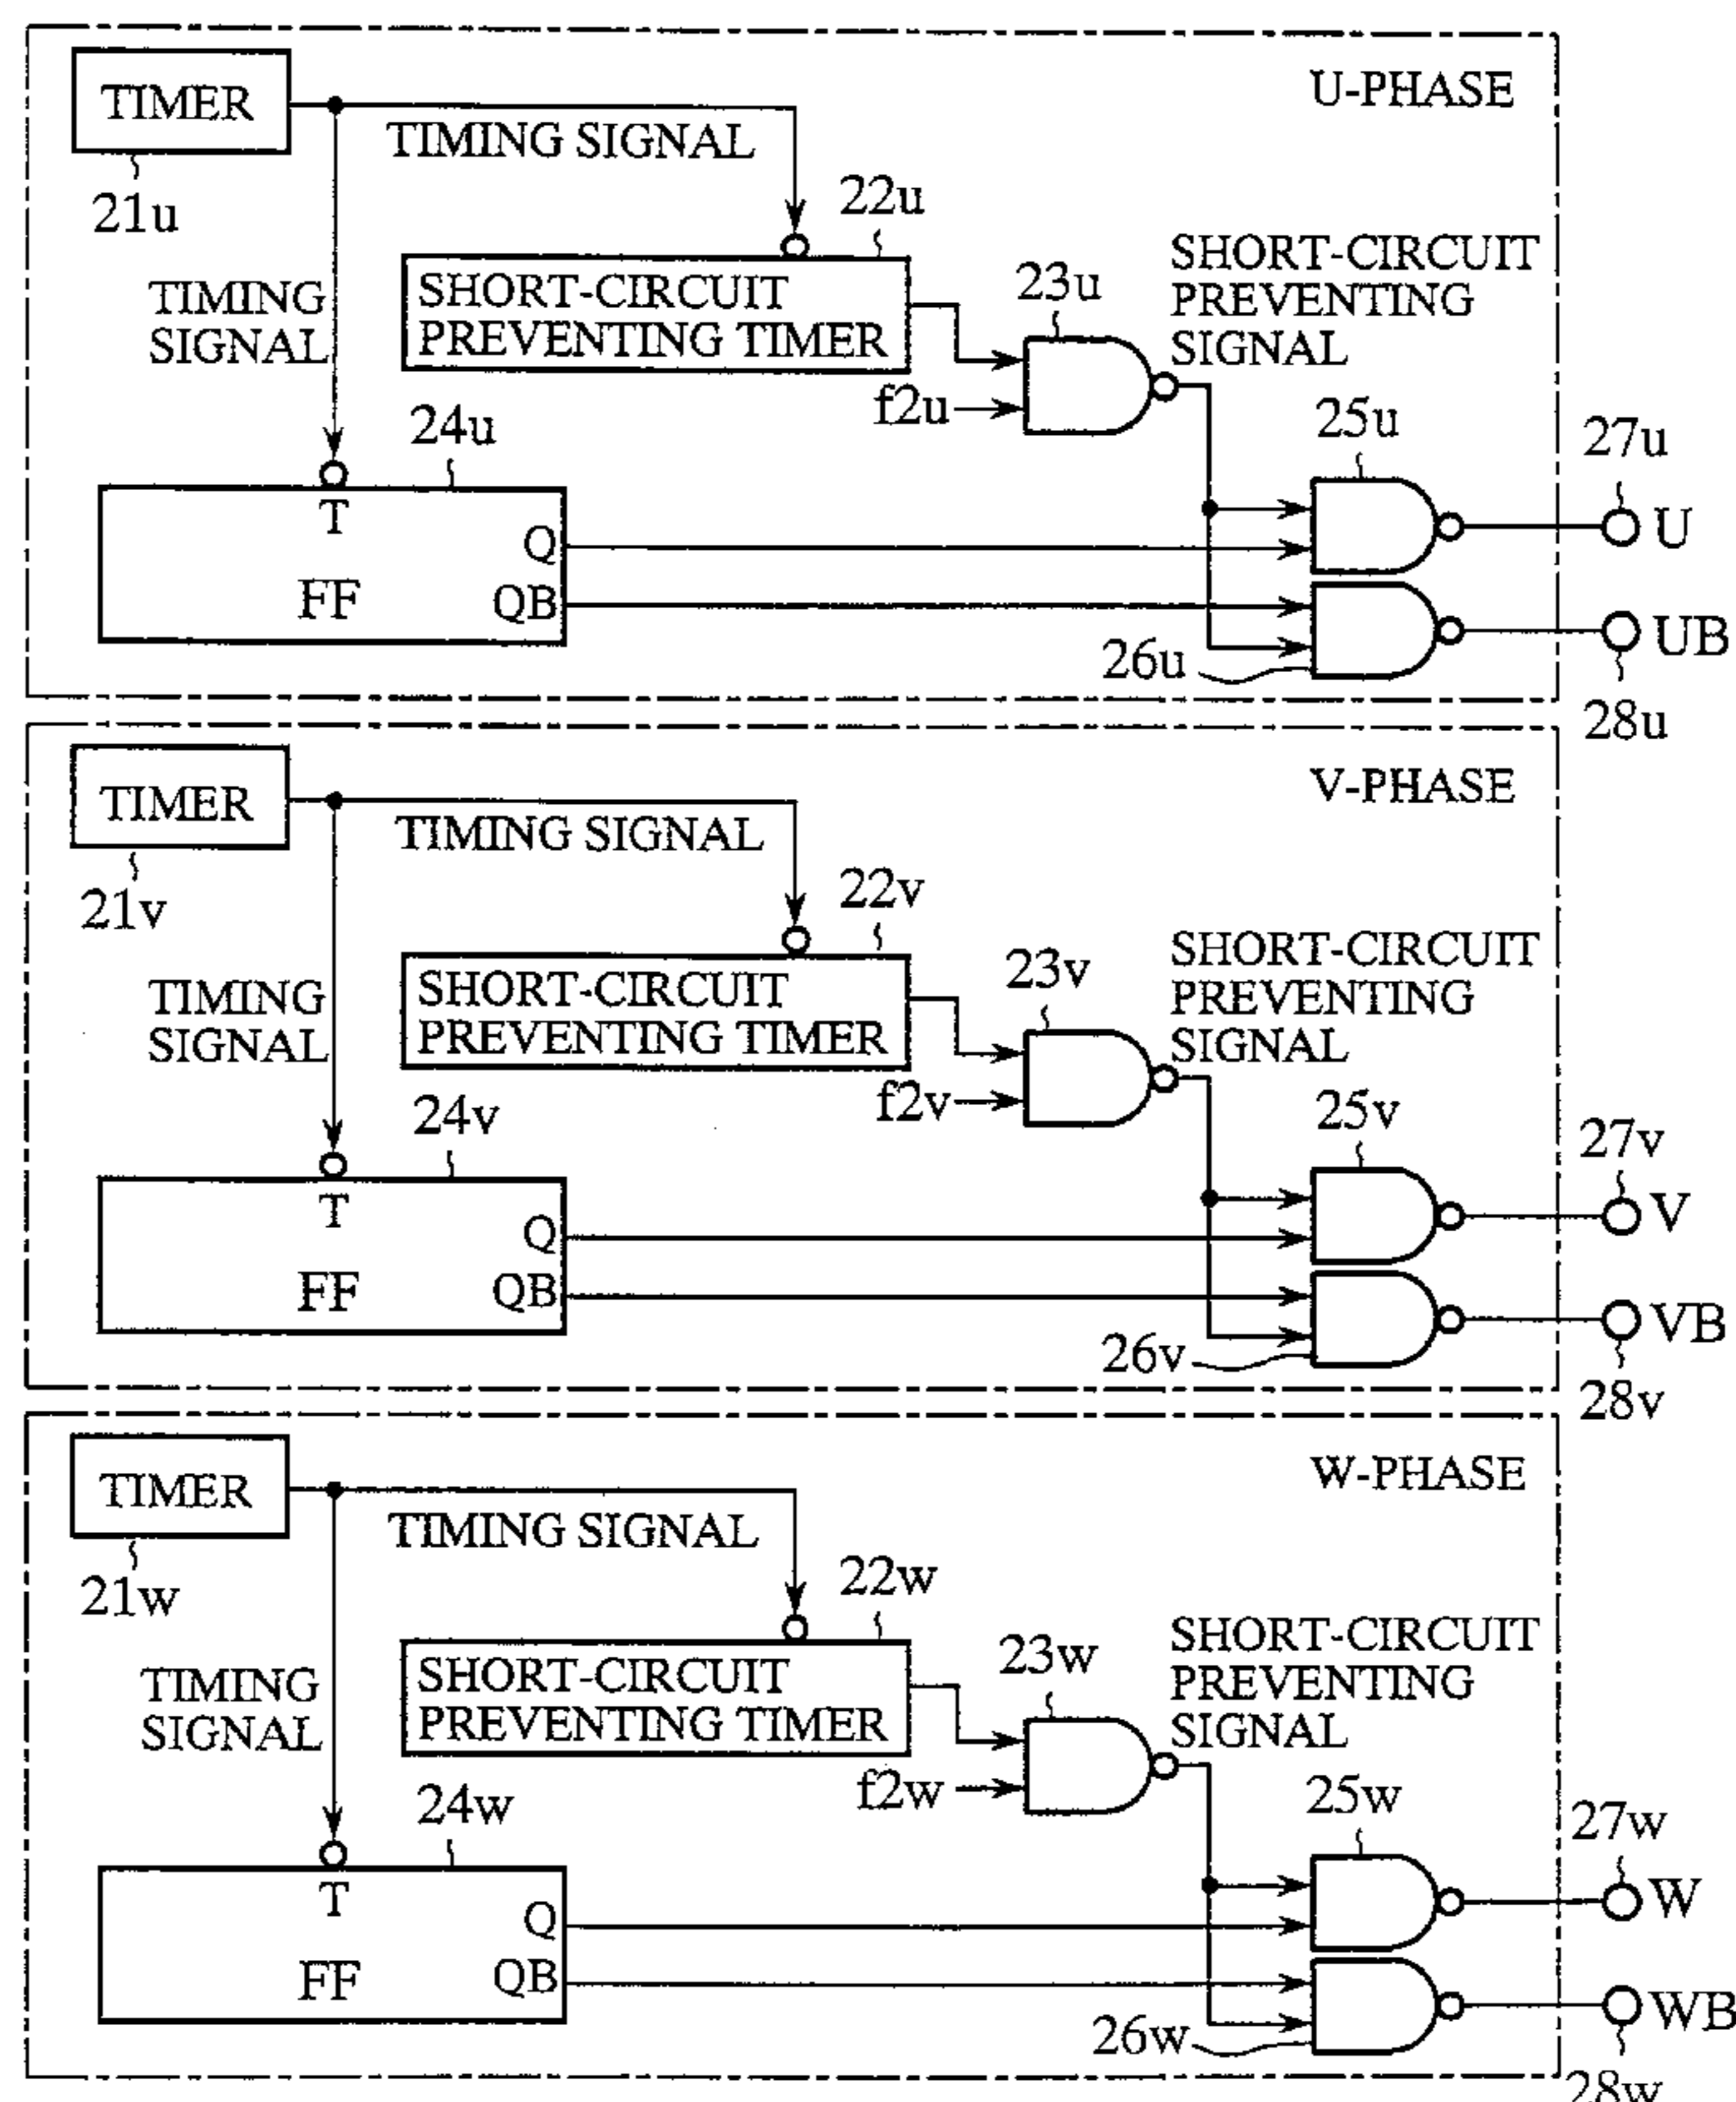 U-PHASE
TIMER
TIMING SIGNAL
21u
22u
TIMING
SIGNAL
SHORT-CIRCUIT
PREVENTING TIMER
23u
SHORT-CIRCUIT
PREVENTING
SIGNAL
f2u
24u
25u
27u
T
Q
FF
QB
U
UB
26u
28u
V-PHASE
TIMER
TIMING SIGNAL
21v
22v
TIMING
SIGNAL
SHORT-CIRCUIT
PREVENTING TIMER
23v
SHORT-CIRCUIT
PREVENTING
SIGNAL
f2v
24v
25v
27v
T
Q
FF
QB
V
VB
26v
28v
W-PHASE
TIMER
TIMING SIGNAL
21w
22w
TIMING
SIGNAL
SHORT-CIRCUIT
PREVENTING TIMER
23w
SHORT-CIRCUIT
PREVENTING
SIGNAL
f2w
24w
25w
27w
T
Q
FF
QB
W
WB
26w
28w